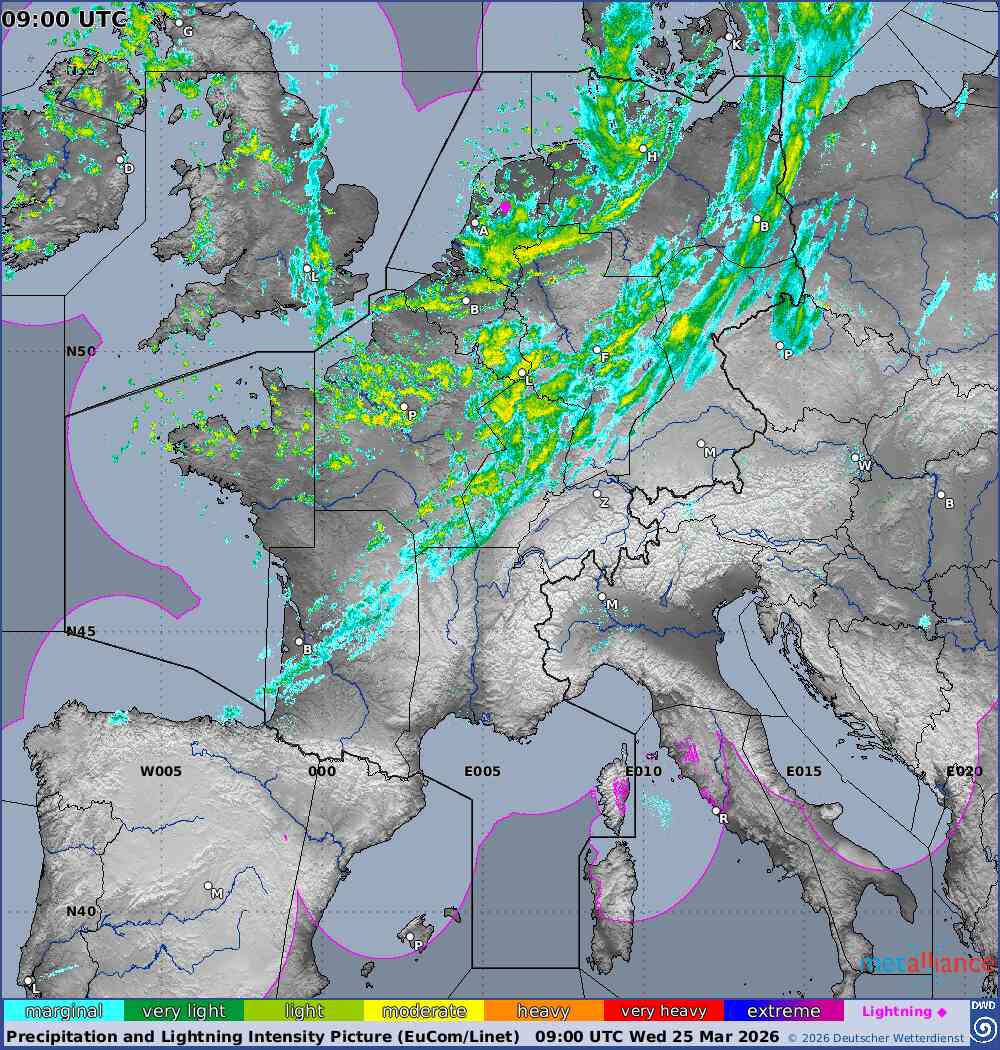 09:00 UTC
G
K
N55
D
H
A
B
L
B
N50
F
P
L
P
M
W
Z
B
M
N45
B
W005
000
E005
E010
E015
E020
R
M
N40
P
L
metalliance
marginal very light light moderate heavy very heavy extreme Lightning ◆
DWD
Precipitation and Lightning Intensity Picture (EuCom/Linet) 09:00 UTC Wed 25 Mar 2026 © 2026 Deutscher Wetterdienst